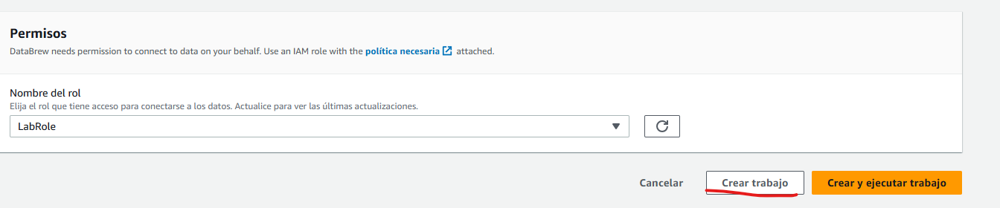 Permisos
DataBrew needs permission to connect to data on your behalf. Use an IAM role with the política necesaria attached.
Nombre del rol
Elija el rol que tiene acceso para conectarse a los datos. Actualice para ver las últimas actualizaciones.
LabRole
Cancelar Crear trabajo Crear y ejecutar trabajo